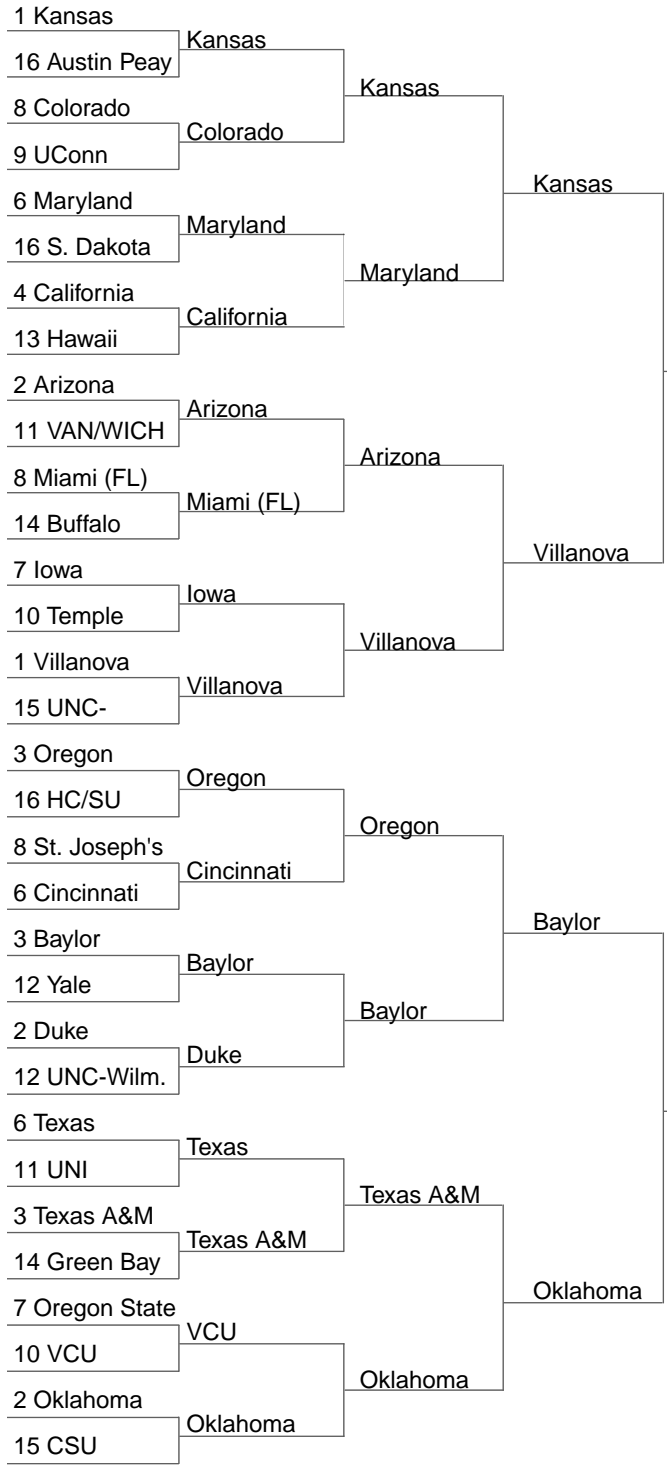 1 Kansas
16 Austin Peay
8 Colorado
9 UConn
6 Maryland
16 S. Dakota
4 California
13 Hawaii
2 Arizona
11 VAN/WICH
8 Miami (FL)
14 Buffalo
7 Iowa
10 Temple
1 Villanova
15 UNC-
3 Oregon
16 HC/SU
8 St. Joseph's
6 Cincinnati
3 Baylor
12 Yale
2 Duke
12 UNC-Wilm.
6 Texas
11 UNI
3 Texas A&M
14 Green Bay
7 Oregon State
10 VCU
2 Oklahoma
15 CSU
Kansas
Colorado
Maryland
California
Arizona
Miami (FL)
Iowa
Villanova
Oregon
Cincinnati
Baylor
Duke
Texas
Texas A&M
VCU
Oklahoma
Kansas
Maryland
Arizona
Villanova
Oregon
Baylor
Texas A&M
Oklahoma
Kansas
Villanova
Baylor
Oklahoma